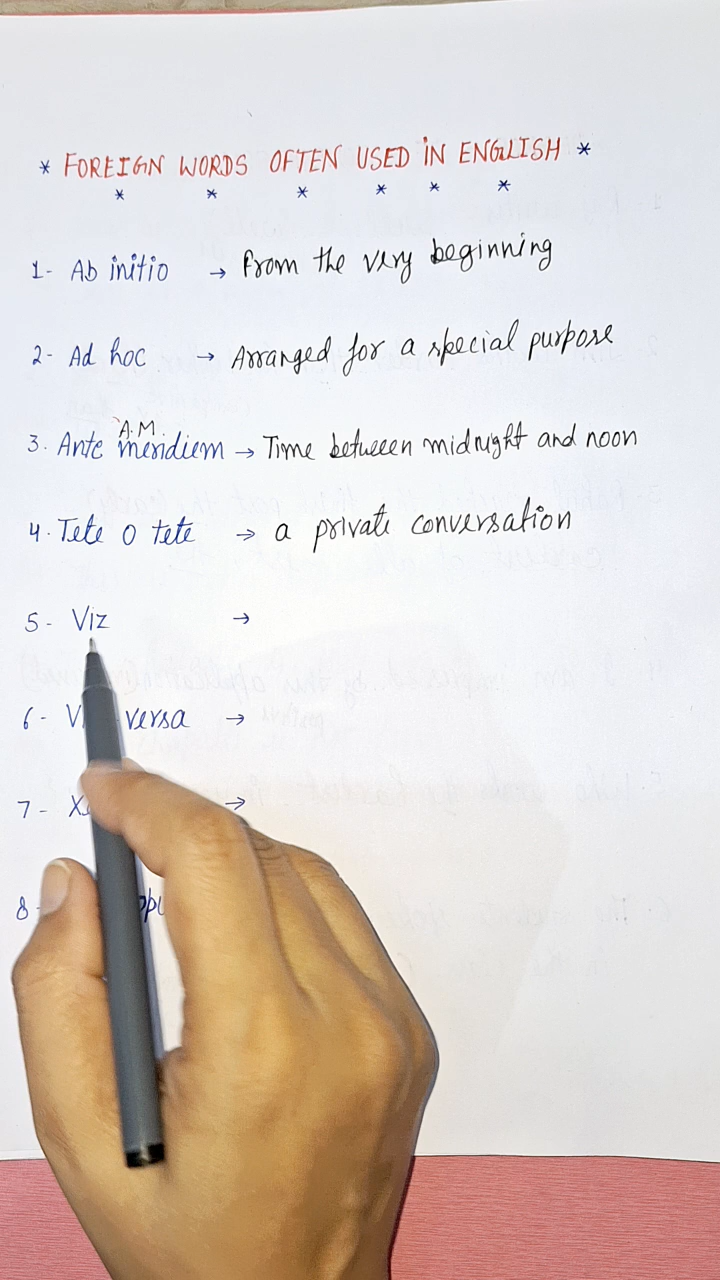 * FOREIGN WORDS OFTEN USED IN ENGLISH *
* * * * * *
1- Ab initio → From the very beginning
2- Ad hoc → Arranged for a special purpose
A.M.
3. Ante meridiem → Time between midnight and noon
4. Tete o tete → a private conversation
5- Viz →
6- versa →
7- →
8-